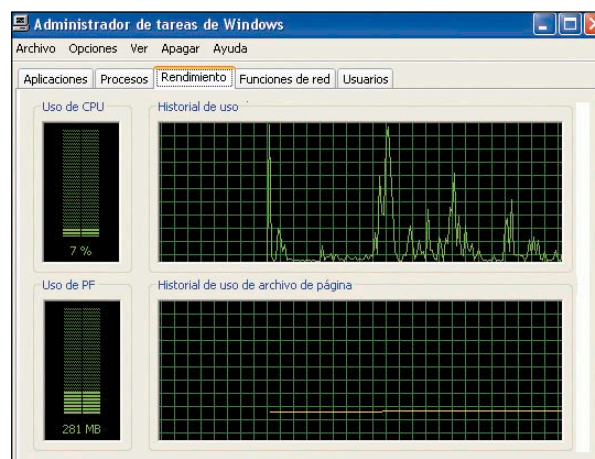 Administrador de tareas de Windows
Archivo Opciones Ver Apagar Ayuda
Aplicaciones Procesos Rendimiento Funciones de red Usuarios
Uso de CPU
Historial de uso
7 %
Uso de PF
Historial de uso de archivo de página
281 MB